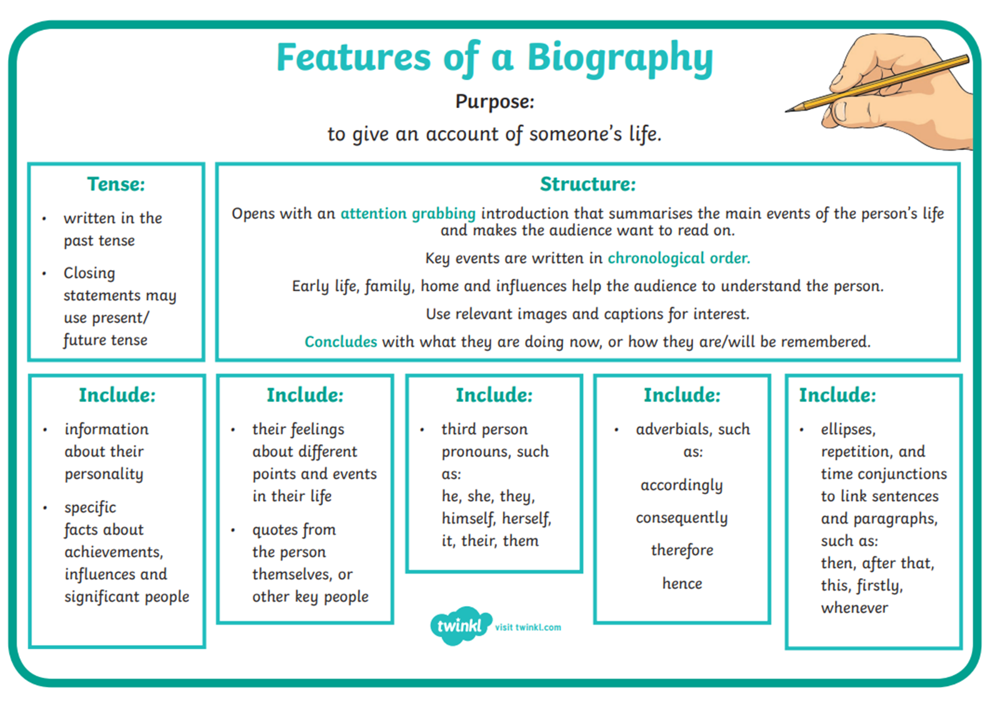 Features of a Biography
Purpose:
to give an account of someone's life.
Tense:
• written in the
past tense
• Closing
statements may
use present/
future tense
Structure:
Opens with an attention grabbing introduction that summarises the main events of the person's life
and makes the audience want to read on.
Key events are written in chronological order.
Early life, family, home and influences help the audience to understand the person.
Use relevant images and captions for interest.
Concludes with what they are doing now, or how they are/will be remembered.
Include:
• information
about their
personality
• specific
facts about
achievements,
influences and
significant people
Include:
• their feelings
about different
points and events
in their life
• quotes from
the person
themselves, or
other key people
Include:
• third person
pronouns, such
as:
he, she, they,
himself, herself,
it, their, them
Include:
• adverbials, such
as:
accordingly
consequently
therefore
hence
Include:
• ellipses,
repetition, and
time conjunctions
to link sentences
and paragraphs,
such as:
then, after that,
this, firstly,
whenever
twinkl visit twinkl.com